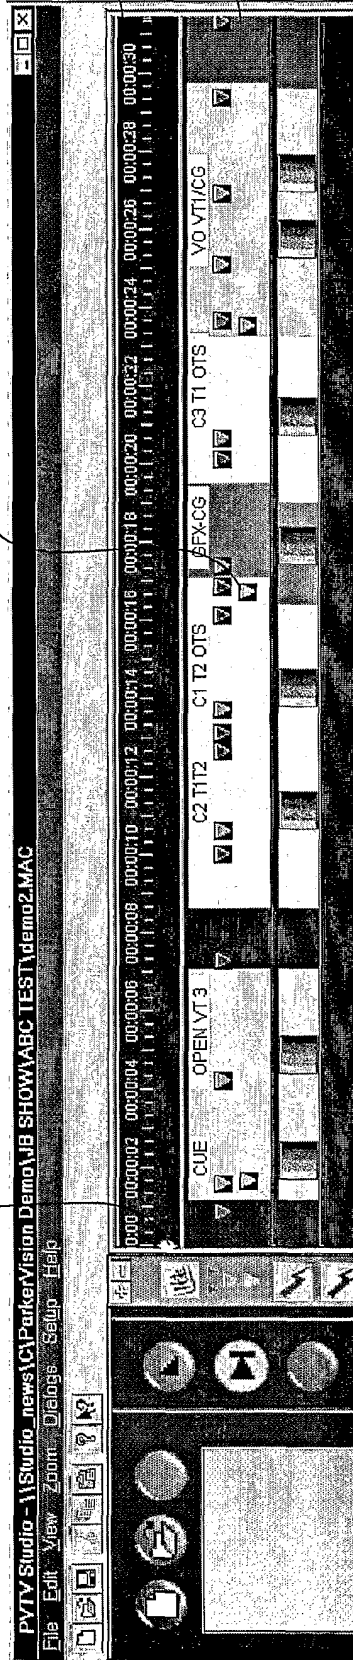 PVTV Studio - \\Studio_news\C\ParkerVision Demo\JB SHOW\ABC TEST\demo2.MAC
File Edit View Zoom Dialogs Setup Help
0:00 00:00:02 00:00:04 00:00:06 00:00:08 00:00:10 00:00:12 00:00:14 00:00:16 00:00:18 00:00:20 00:00:22 00:00:24 00:00:26 00:00:28 00:00:30
CUE OPEN VT 3 C2 T1T2 C1 T2 OTS GFX-CG C3 T1 OTS VO VT1/CG